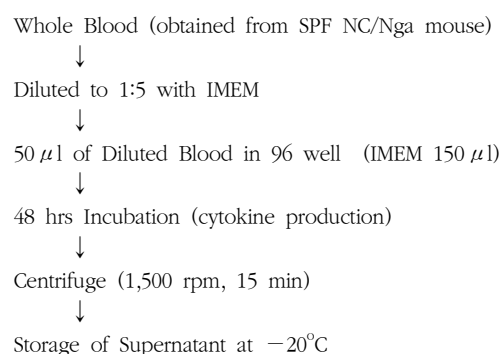 Whole Blood (obtained from SPF NC/Nga mouse)
↓
Diluted to 1:5 with IMEM
↓
50 μl of Diluted Blood in 96 well (IMEM 150 μl)
↓
48 hrs Incubation (cytokine production)
↓
Centrifuge (1,500 rpm, 15 min)
↓
Storage of Supernatant at −20°C